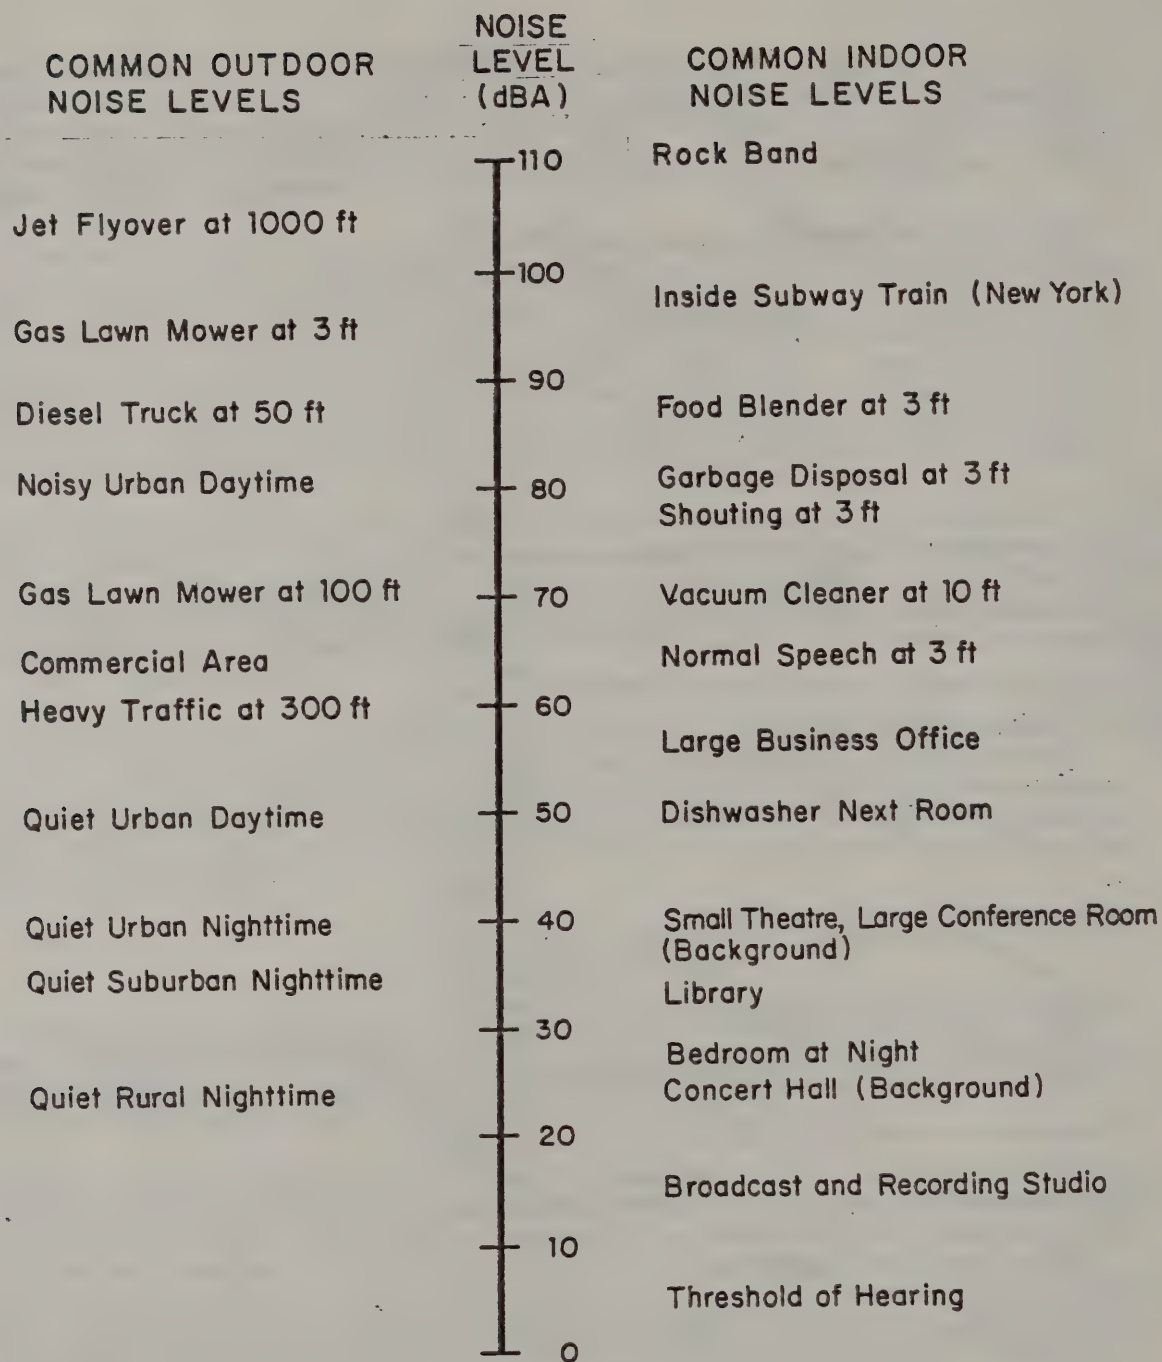 COMMON OUTDOOR
NOISE LEVELS
NOISE
LEVEL
(dBA)
COMMON INDOOR
NOISE LEVELS
110
Rock Band
Jet Flyover at 1000 ft
100
Inside Subway Train (New York)
Gas Lawn Mower at 3 ft
90
Diesel Truck at 50 ft
Food Blender at 3 ft
Noisy Urban Daytime
80
Garbage Disposal at 3 ft
Shouting at 3 ft
Gas Lawn Mower at 100 ft
70
Vacuum Cleaner at 10 ft
Commercial Area
Normal Speech at 3 ft
Heavy Traffic at 300 ft
60
Large Business Office
Quiet Urban Daytime
50
Dishwasher Next Room
Quiet Urban Nighttime
40
Small Theatre, Large Conference Room
(Background)
Quiet Suburban Nighttime
Library
30
Bedroom at Night
Quiet Rural Nighttime
Concert Hall (Background)
20
Broadcast and Recording Studio
10
Threshold of Hearing
0